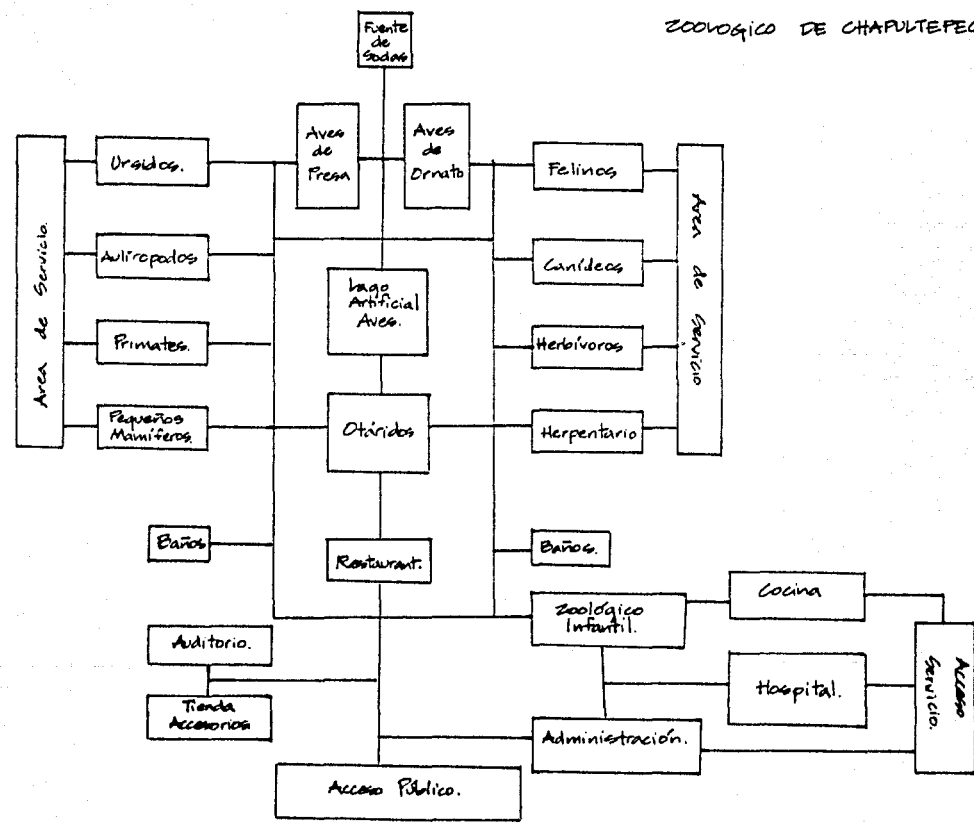 ZOOLOGICO DE CHAPULTEPEC
Fuente
de
Sodas
Aves
de
Presa
Aves
de
Ornato
Ursidos.
Felinos
Area de Servicio.
Area de Servicio
Aulíropodos
Canídeos
Lago
Artificial
Aves.
Primates.
Herbívoros
Pequeños
Mamíferos.
Otáridos
Herpentario
Baños
Restaurant.
Baños.
Cocina
Zoológico
Infantil.
Auditorio.
Acceso
Servicio.
Hospital.
Tienda
Accesorios
Administración.
Acceso Público.